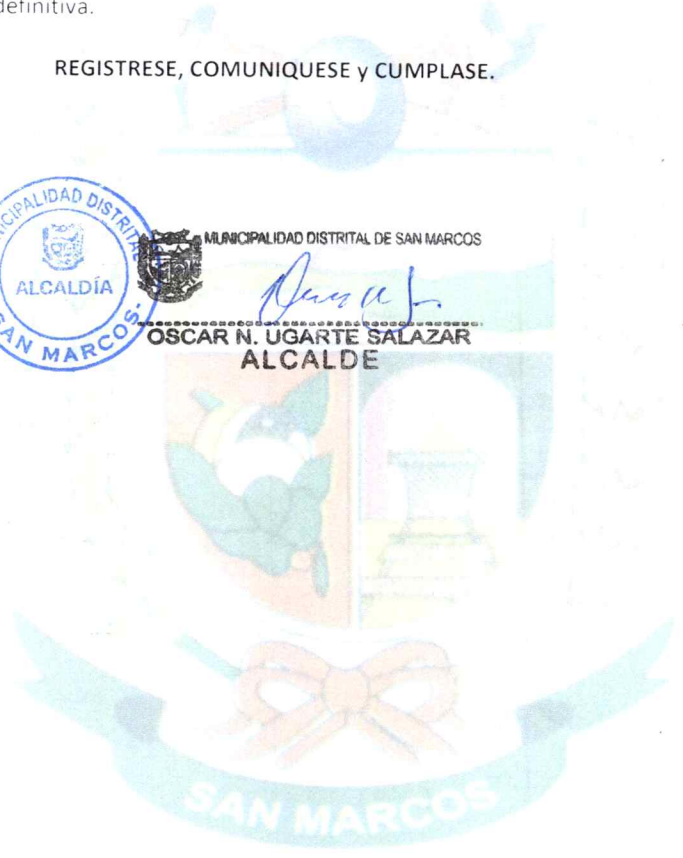 definitiva.
REGISTRESE, COMUNIQUESE y CUMPLASE.
MUNICIPALIDAD DISTRITAL
ALCALDÍA
SAN MARCOS-
MUNICIPALIDAD DISTRITAL DE SAN MARCOS
OSCAR N. UGARTE SALAZAR
ALCALDE
SAN MARCOS